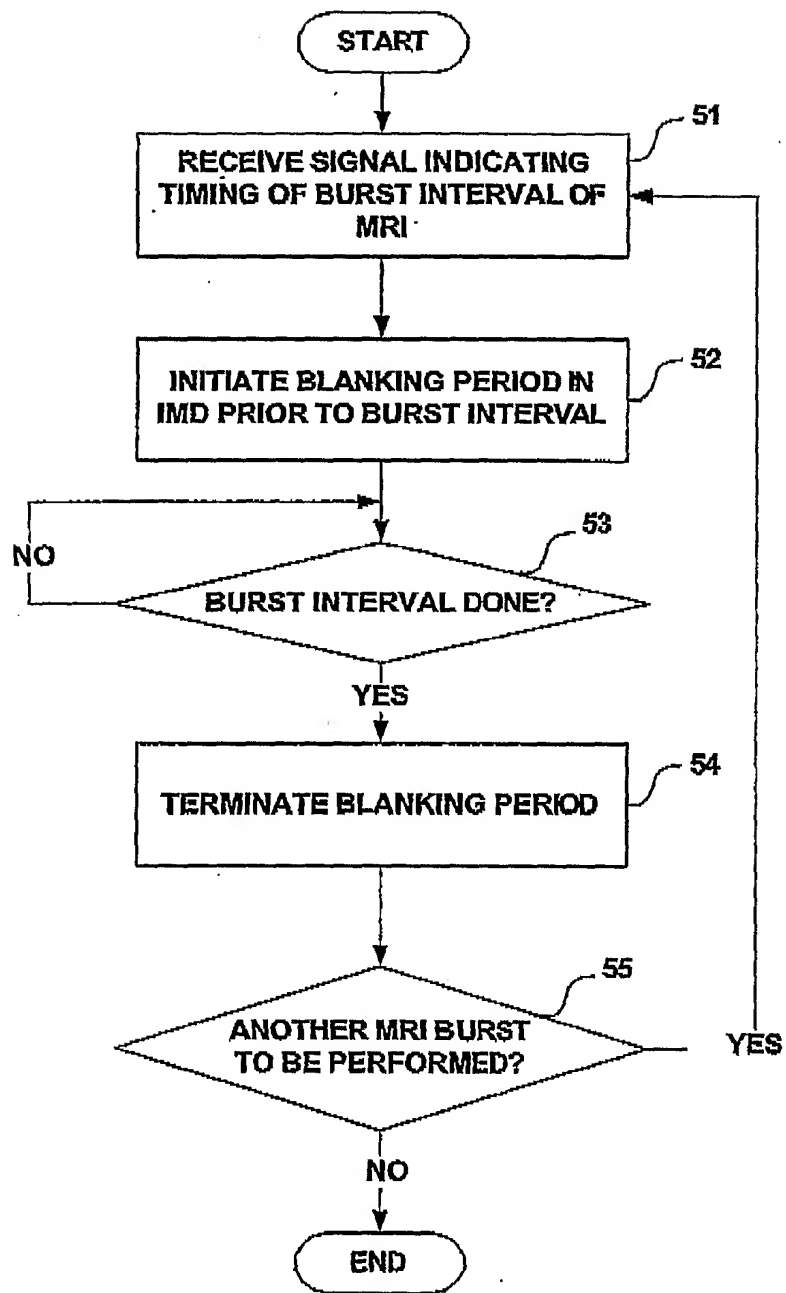 START
51
RECEIVE SIGNAL INDICATING
TIMING OF BURST INTERVAL OF
MRI
52
INITIATE BLANKING PERIOD IN
IMD PRIOR TO BURST INTERVAL
53
NO
BURST INTERVAL DONE?
YES
54
TERMINATE BLANKING PERIOD
55
ANOTHER MRI BURST
TO BE PERFORMED?
YES
NO
END